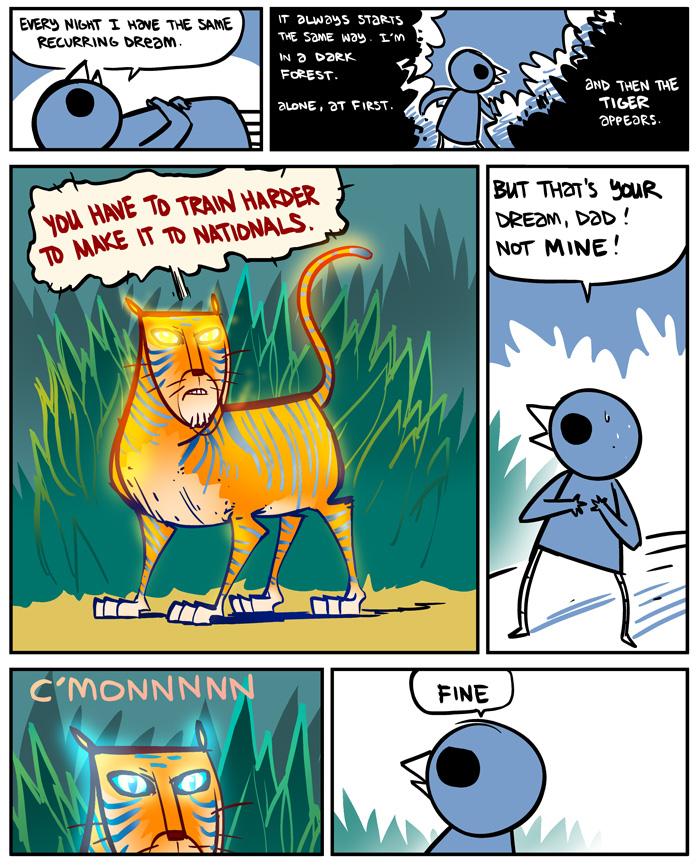 EVERY NIGHT I HAVE THE SAME
RECURRING DREAM.
IT ALWAYS STARTS
THE SAME WAY. I'M
IN A DARK
FOREST.
ALONE, AT FIRST.
AND THEN THE
TIGER
APPEARS.
YOU HAVE TO TRAIN HARDER
TO MAKE IT TO NATIONALS.
BUT THAT'S YOUR
DREAM, DAD!
NOT MINE!
C'MONNNNN
FINE